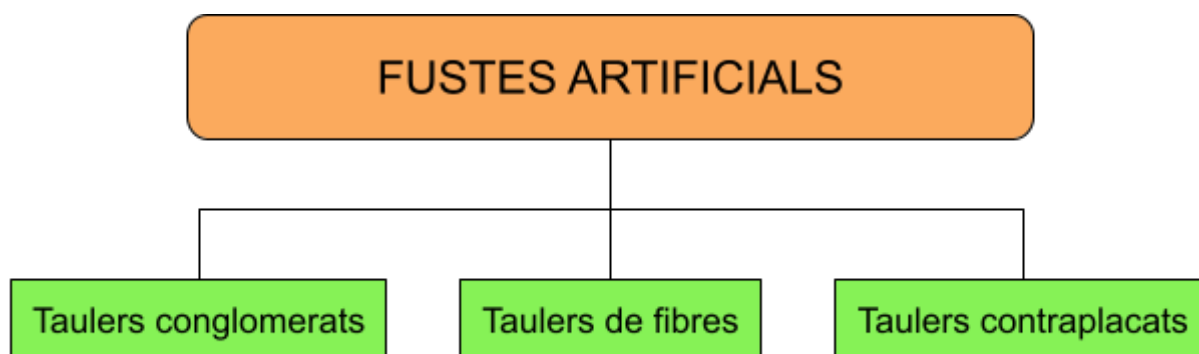 FUSTES ARTIFICIALS
Taulers conglomerats
Taulers de fibres
Taulers contraplacats